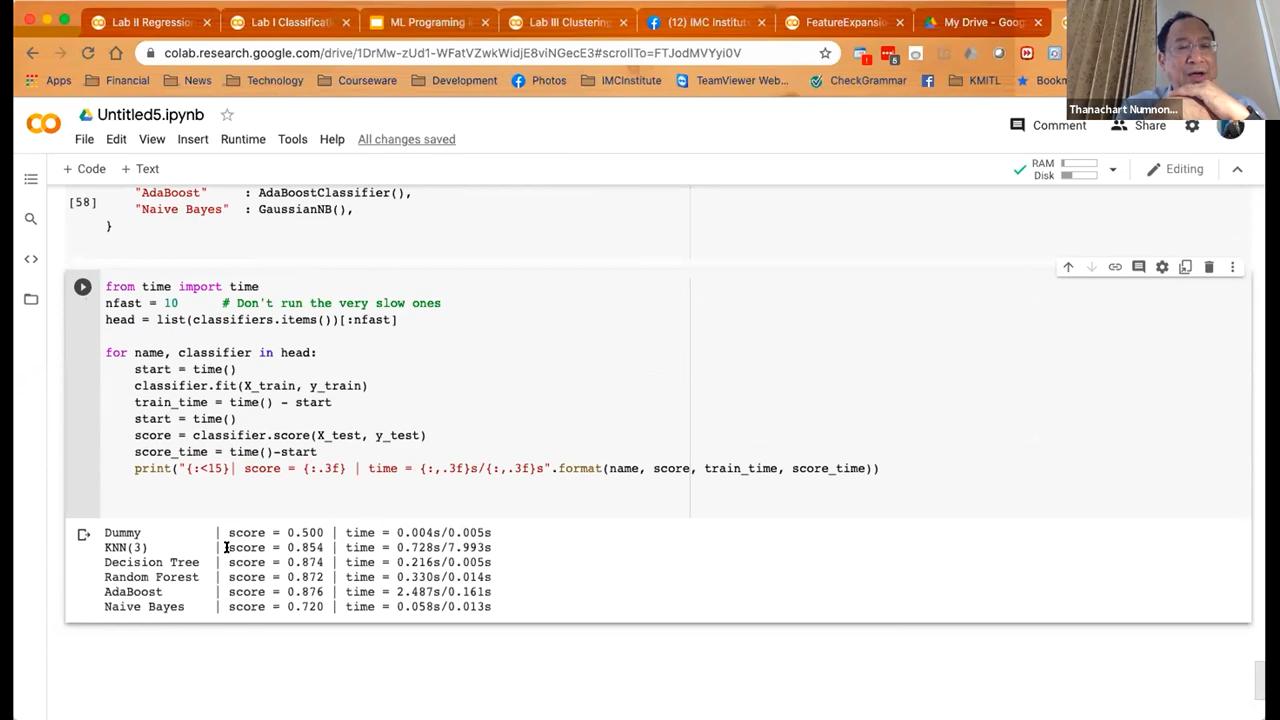 Lab II Regression
Lab I Classificati
ML Programing i
Lab III Clustering
(12) IMC Institut
FeatureExpansio
My Drive - Goog
colab.research.google.com/drive/1DrMw-zUd1-WFatVZwkWidjE8viNGecE3#scrollTo=FTJodMVYyi0V
5
Apps
Financial
News
Technology
Courseware
Development
Photos
IMCInstitute
TeamViewer Web...
CheckGrammar
KMITL
Bookm
Thanachart Numnon...
Untitled5.ipynb
File Edit View Insert Runtime Tools Help All changes saved
Comment
Share
+ Code + Text
RAM
Disk
Editing
"AdaBoost" : AdaBoostClassifier(),
[58]
"Naive Bayes" : GaussianNB(),
}
from time import time
nfast = 10 # Don't run the very slow ones
head = list(classifiers.items())[:nfast]
for name, classifier in head:
start = time()
classifier.fit(X_train, y_train)
train_time = time() - start
start = time()
score = classifier.score(X_test, y_test)
score_time = time()-start
print("{:<15}| score = {:.3f} | time = {:,.3f}s/{:,.3f}s".format(name, score, train_time, score_time))
Dummy | score = 0.500 | time = 0.004s/0.005s
KNN(3) | score = 0.854 | time = 0.728s/7.993s
Decision Tree | score = 0.874 | time = 0.216s/0.005s
Random Forest | score = 0.872 | time = 0.330s/0.014s
AdaBoost | score = 0.876 | time = 2.487s/0.161s
Naive Bayes | score = 0.720 | time = 0.058s/0.013s